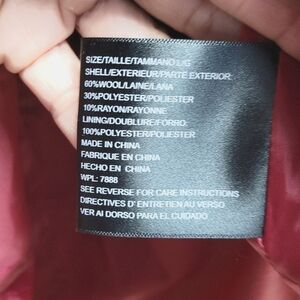 SIZE/TAILLE/TAMMANO L/G
SHELL/EXTERIEUR/PARTE EXTERIOR:
60%WOOL/LAINE/LANA
30%POLYESTER/POLIESTER
10%RAYON/RAYONNE
LINING/DOUBLURE/FORRO:
100%POLYESTER/POLIESTER
MADE IN CHINA
FABRIQUE EN CHINA
HECHO EN CHINA
WPL: 7888
SEE REVERSE FOR CARE INSTRUCTIONS
DIRECTIVES D' ENTRETIEN AU VERSO
VER AI DORSO PARA EL CUIDADO